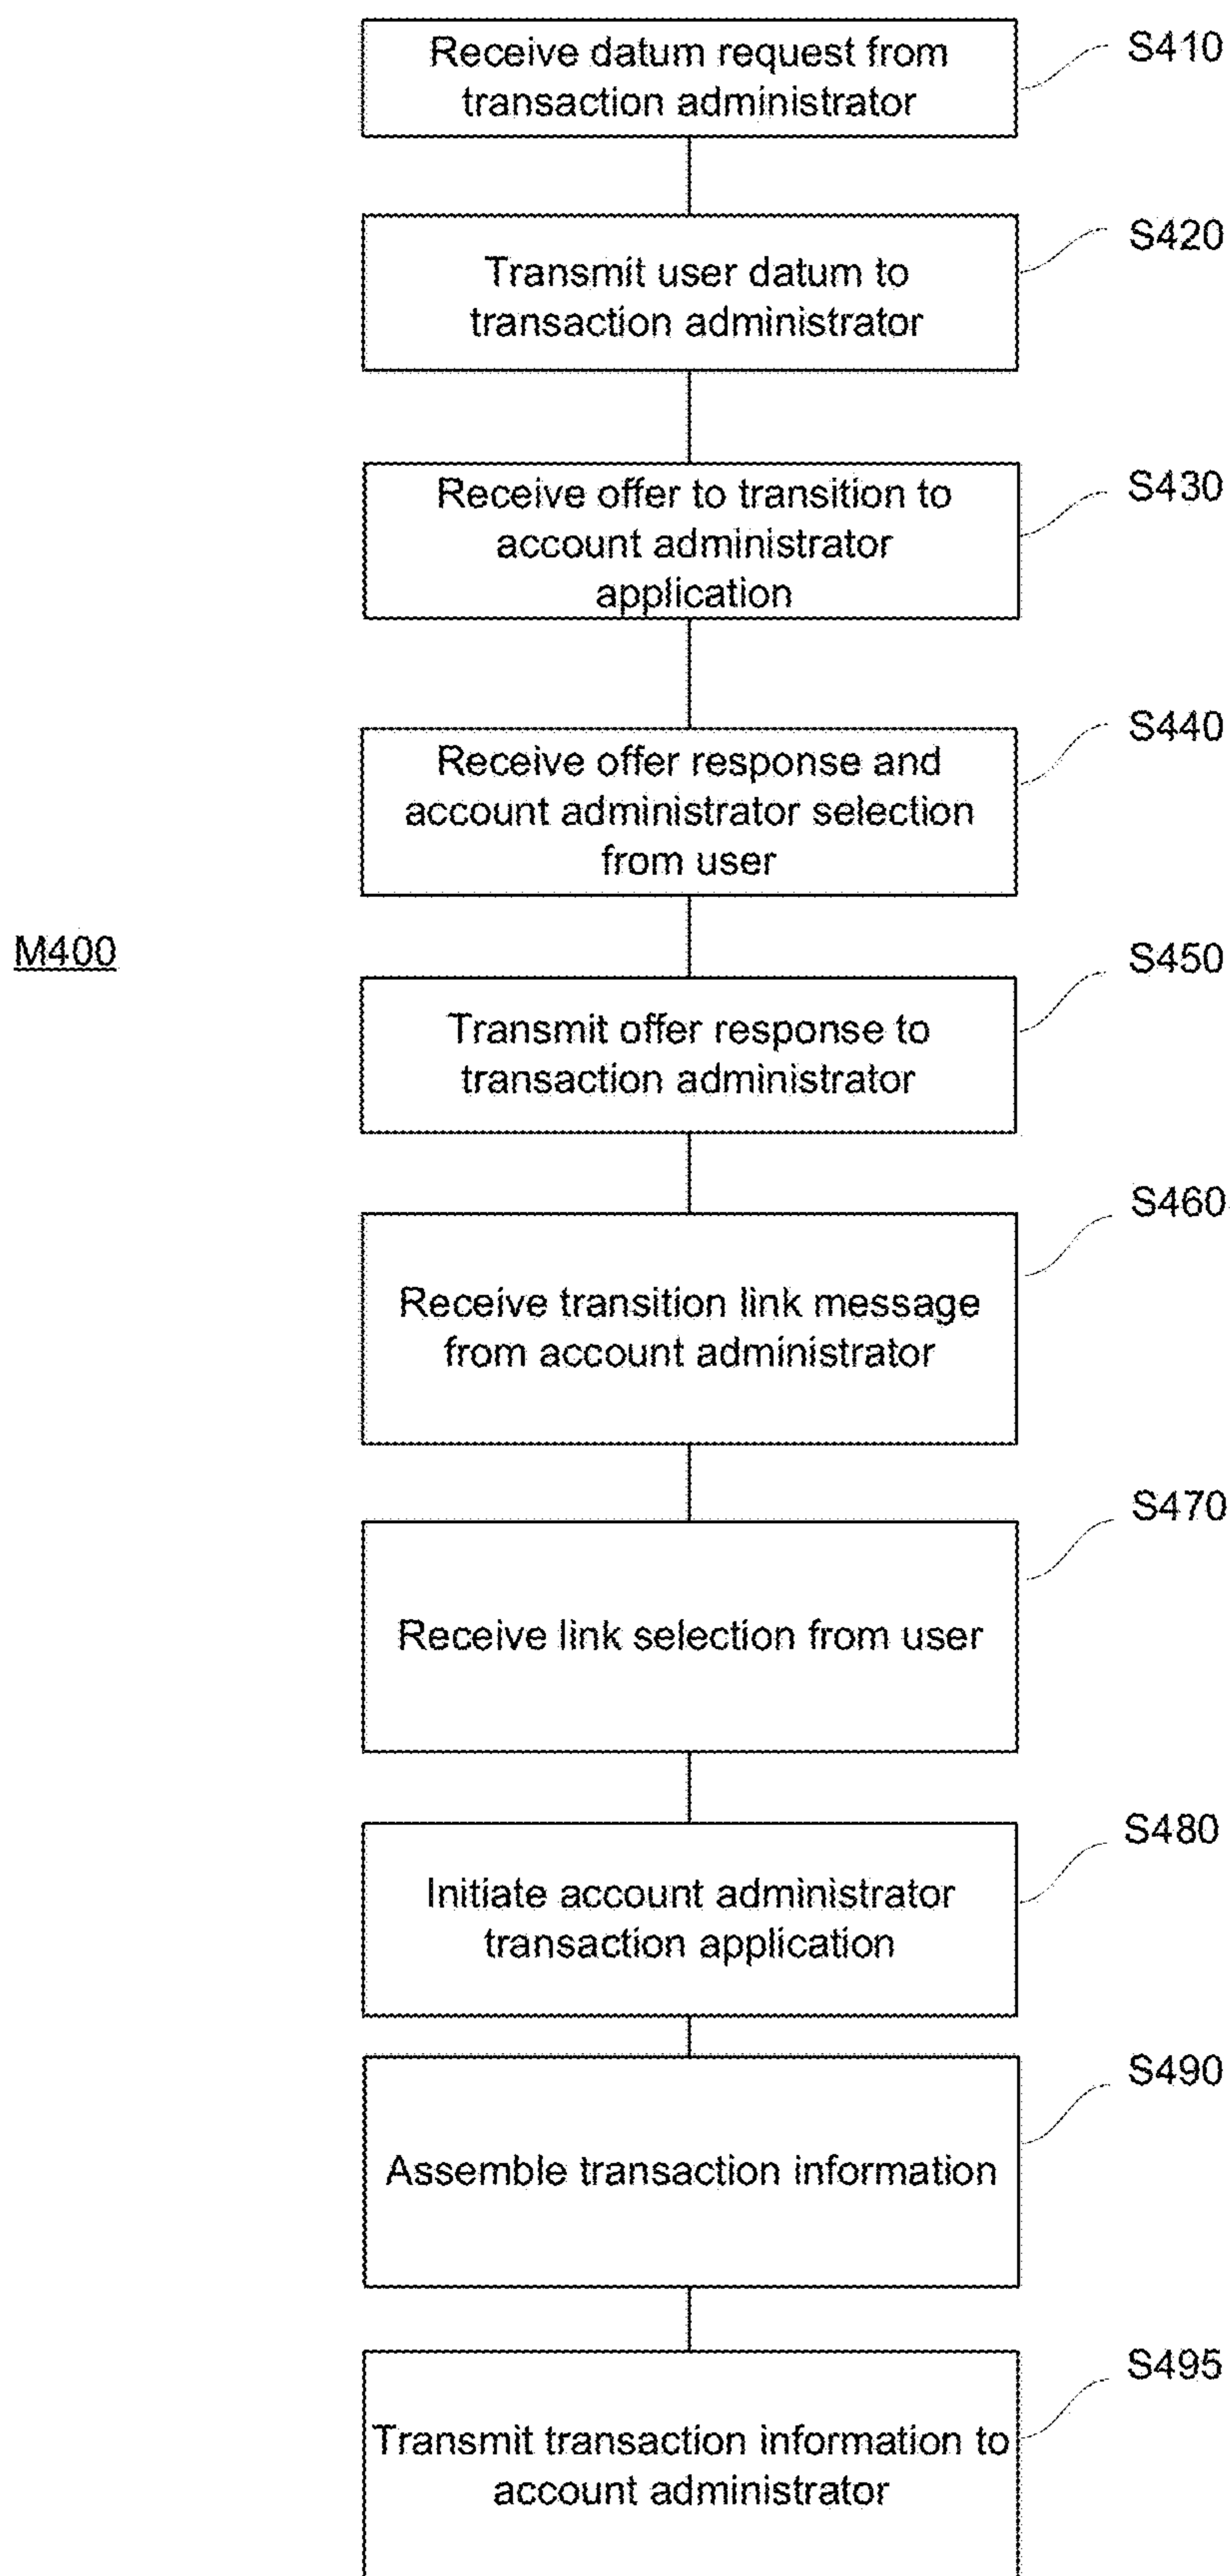 Receive datum request from
transaction administrator
S410
Transmit user datum to
transaction administrator
S420
Receive offer to transition to
account administrator
application
S430
Receive offer response and
account administrator selection
from user
S440
M400
Transmit offer response to
transaction administrator
S450
Receive transition link message
from account administrator
S460
Receive link selection from user
S470
Initiate account administrator
transaction application
S480
Assemble transaction information
S490
Transmit transaction information to
account administrator
S495